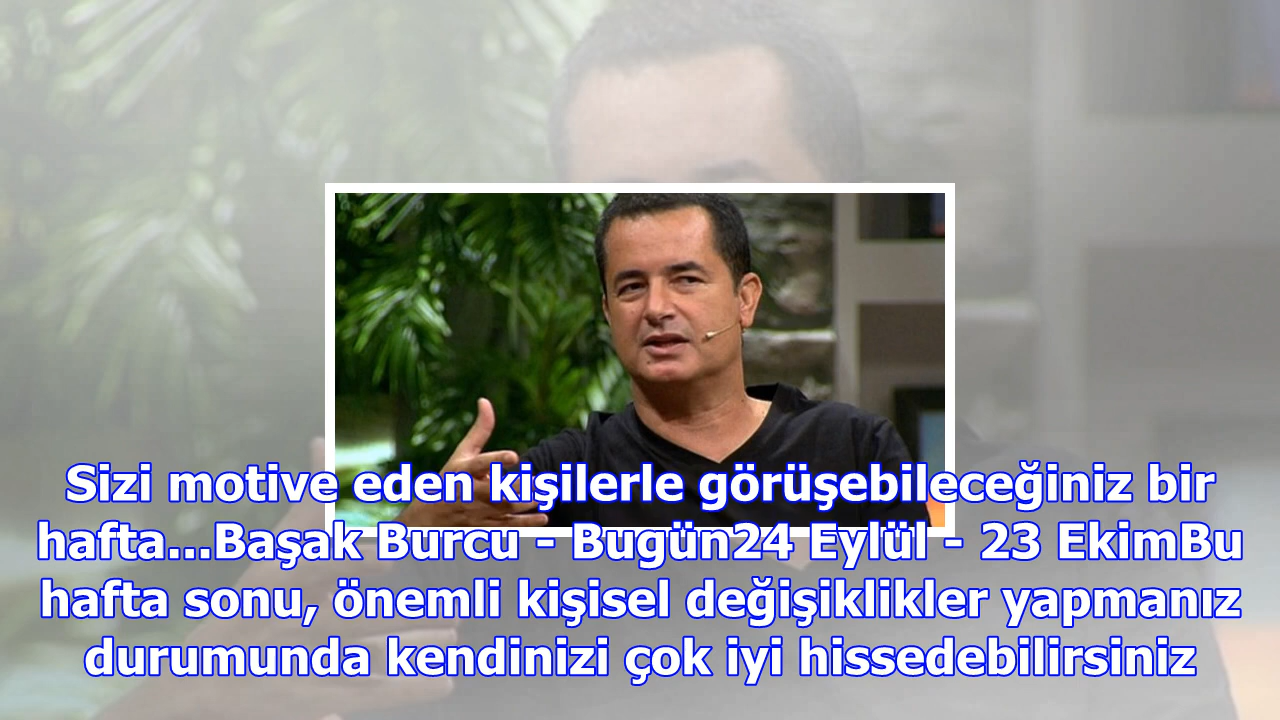 Sizi motive eden kişilerle görüşebileceğiniz bir
hafta...Başak Burcu - Bugün24 Eylül - 23 EkimBu
hafta sonu, önemli kişisel değişiklikler yapmanız
durumunda kendinizi çok iyi hissedebilirsiniz